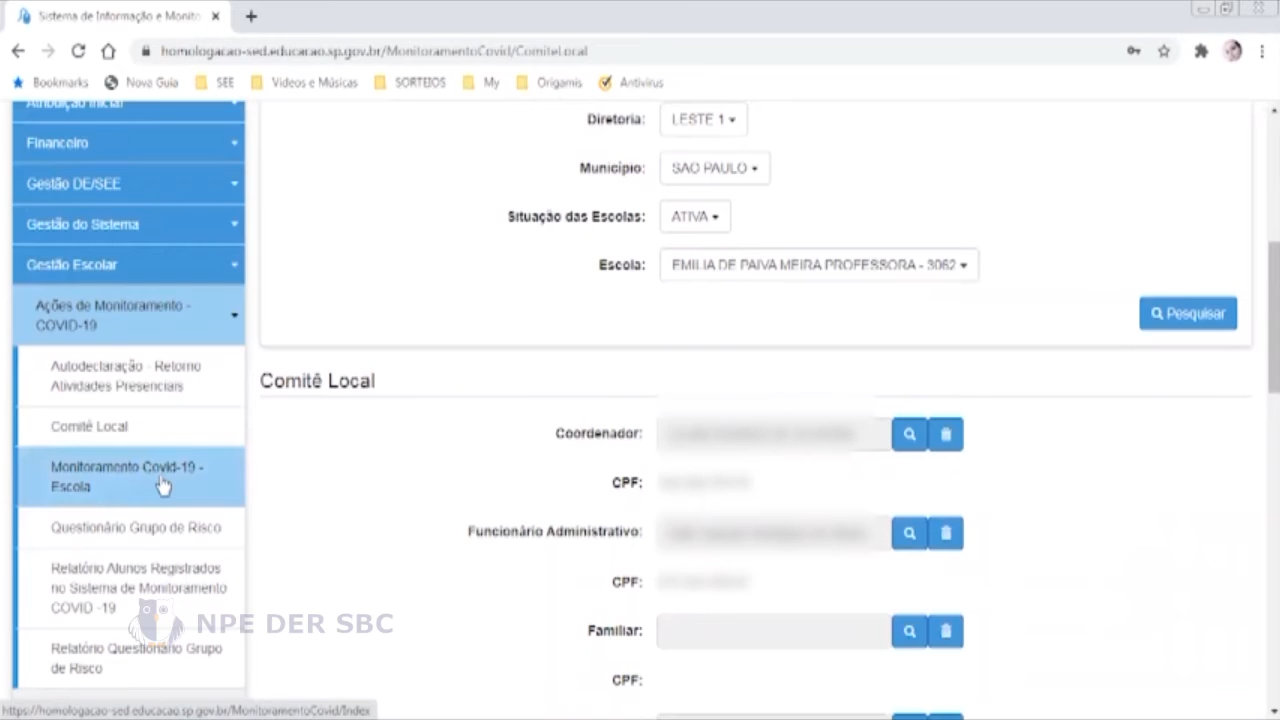 Sistema de Informação e Monito
homologacao-sed.educacao.sp.gov.br/MonitoramentoCovid/ComiteLocal
Bookmarks
Nova Guia
SEE
Videos e Músicas
SORTEIOS
My
Origamis
Antivirus
Atribuição Inicial
Financeiro
Gestão DE/SEE
Gestão do Sistema
Gestão Escolar
Ações de Monitoramento -
COVID-19
Autodeclaração - Retorno
Atividades Presenciais
Comitê Local
Monitoramento Covid-19 -
Escola
Questionário Grupo de Risco
Relatório Alunos Registrados
no Sistema de Monitoramento
COVID -19
Relatório Questionário Grupo
de Risco
Diretoria: LESTE 1
Município: SAO PAULO
Situação das Escolas: ATIVA
Escola: EMILIA DE PAIVA MEIRA PROFESSORA - 3062
Pesquisar
Comitê Local
Coordenador:
CPF:
Funcionário Administrativo:
CPF:
Familiar:
CPF:
NPE DER SBC
https://homologacao-sed.educacao.sp.gov.br/MonitoramentoCovid/Index